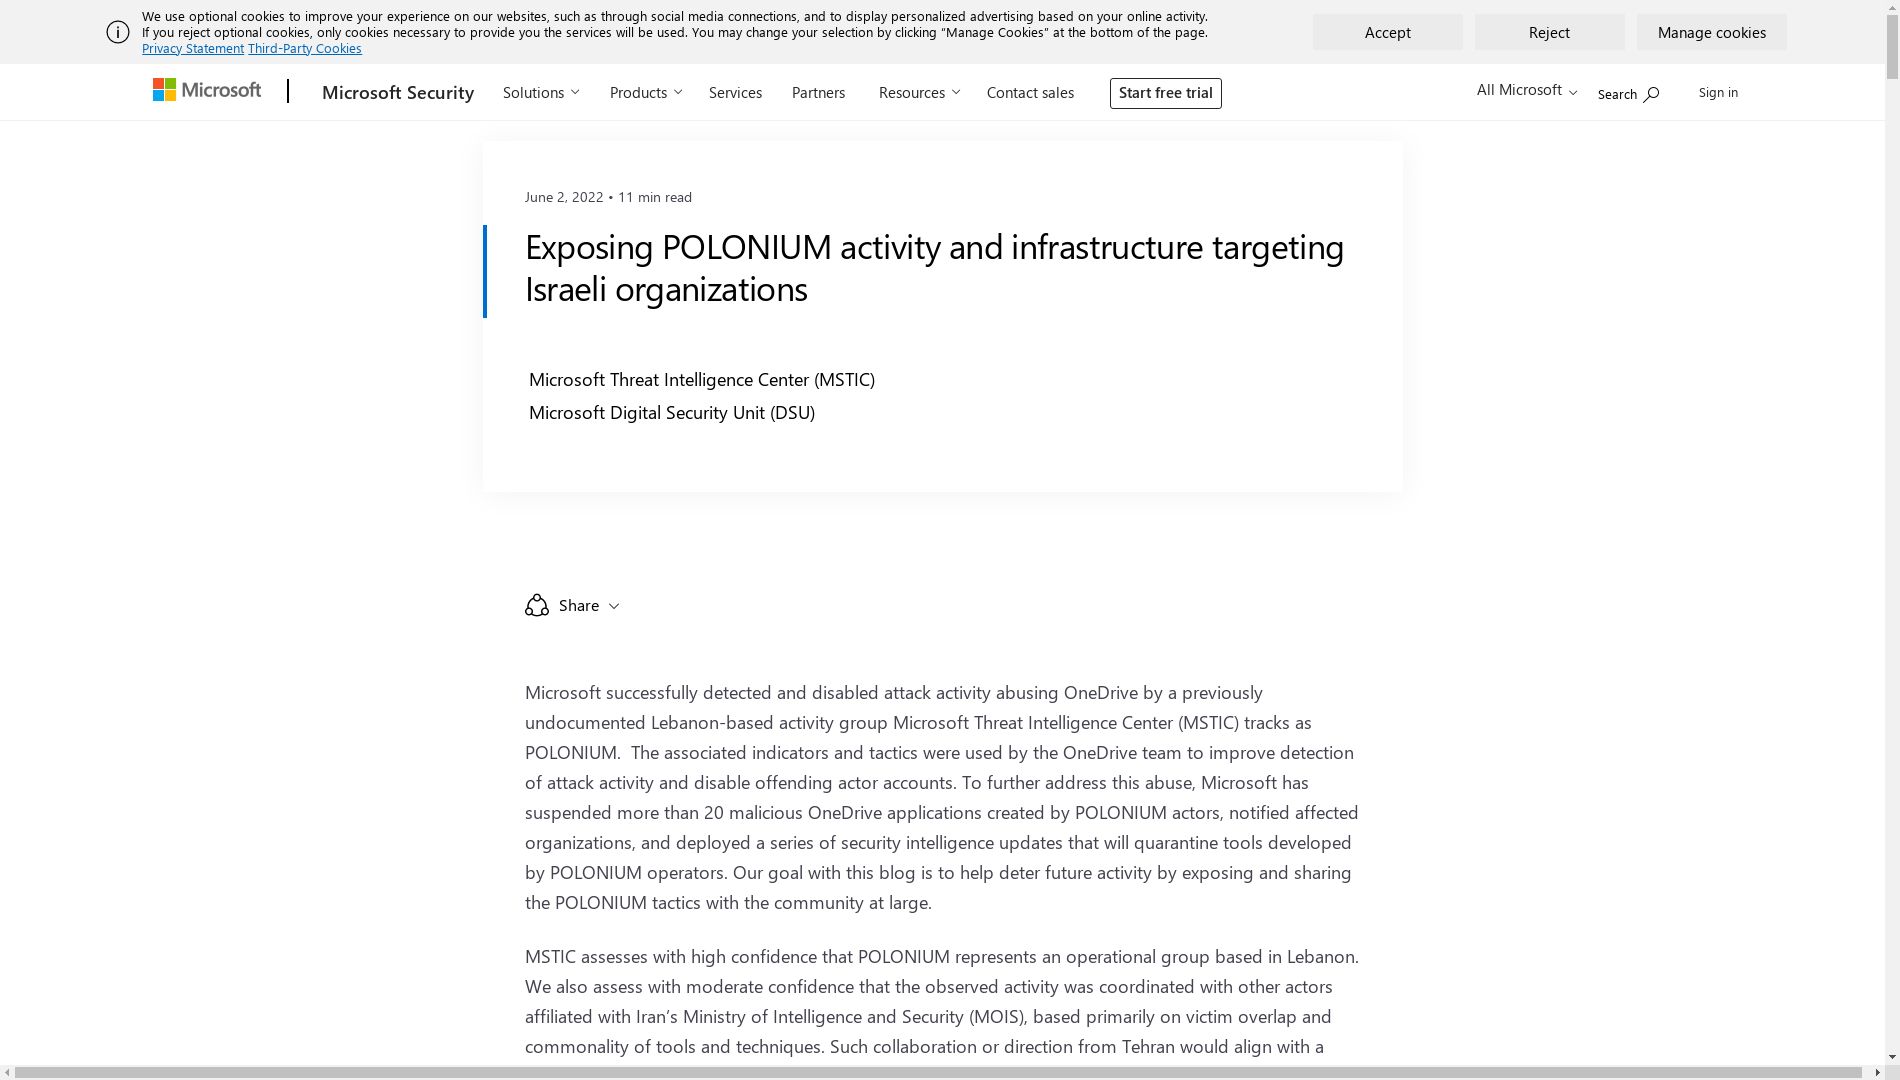 We use optional cookies to improve your experience on our websites, such as through social media connections, and to display personalized advertising based on your online activity.
If you reject optional cookies, only cookies necessary to provide you the services will be used. You may change your selection by clicking “Manage Cookies” at the bottom of the page.
Privacy Statement Third-Party Cookies
Accept
Reject
Manage cookies
Microsoft
Microsoft Security
Solutions
Products
Services
Partners
Resources
Contact sales
Start free trial
All Microsoft
Search
Sign in
June 2, 2022 • 11 min read
Exposing POLONIUM activity and infrastructure targeting
Israeli organizations
Microsoft Threat Intelligence Center (MSTIC)
Microsoft Digital Security Unit (DSU)
Share
Microsoft successfully detected and disabled attack activity abusing OneDrive by a previously
undocumented Lebanon-based activity group Microsoft Threat Intelligence Center (MSTIC) tracks as
POLONIUM.  The associated indicators and tactics were used by the OneDrive team to improve detection
of attack activity and disable offending actor accounts. To further address this abuse, Microsoft has
suspended more than 20 malicious OneDrive applications created by POLONIUM actors, notified affected
organizations, and deployed a series of security intelligence updates that will quarantine tools developed
by POLONIUM operators. Our goal with this blog is to help deter future activity by exposing and sharing
the POLONIUM tactics with the community at large.
MSTIC assesses with high confidence that POLONIUM represents an operational group based in Lebanon.
We also assess with moderate confidence that the observed activity was coordinated with other actors
affiliated with Iran’s Ministry of Intelligence and Security (MOIS), based primarily on victim overlap and
commonality of tools and techniques. Such collaboration or direction from Tehran would align with a